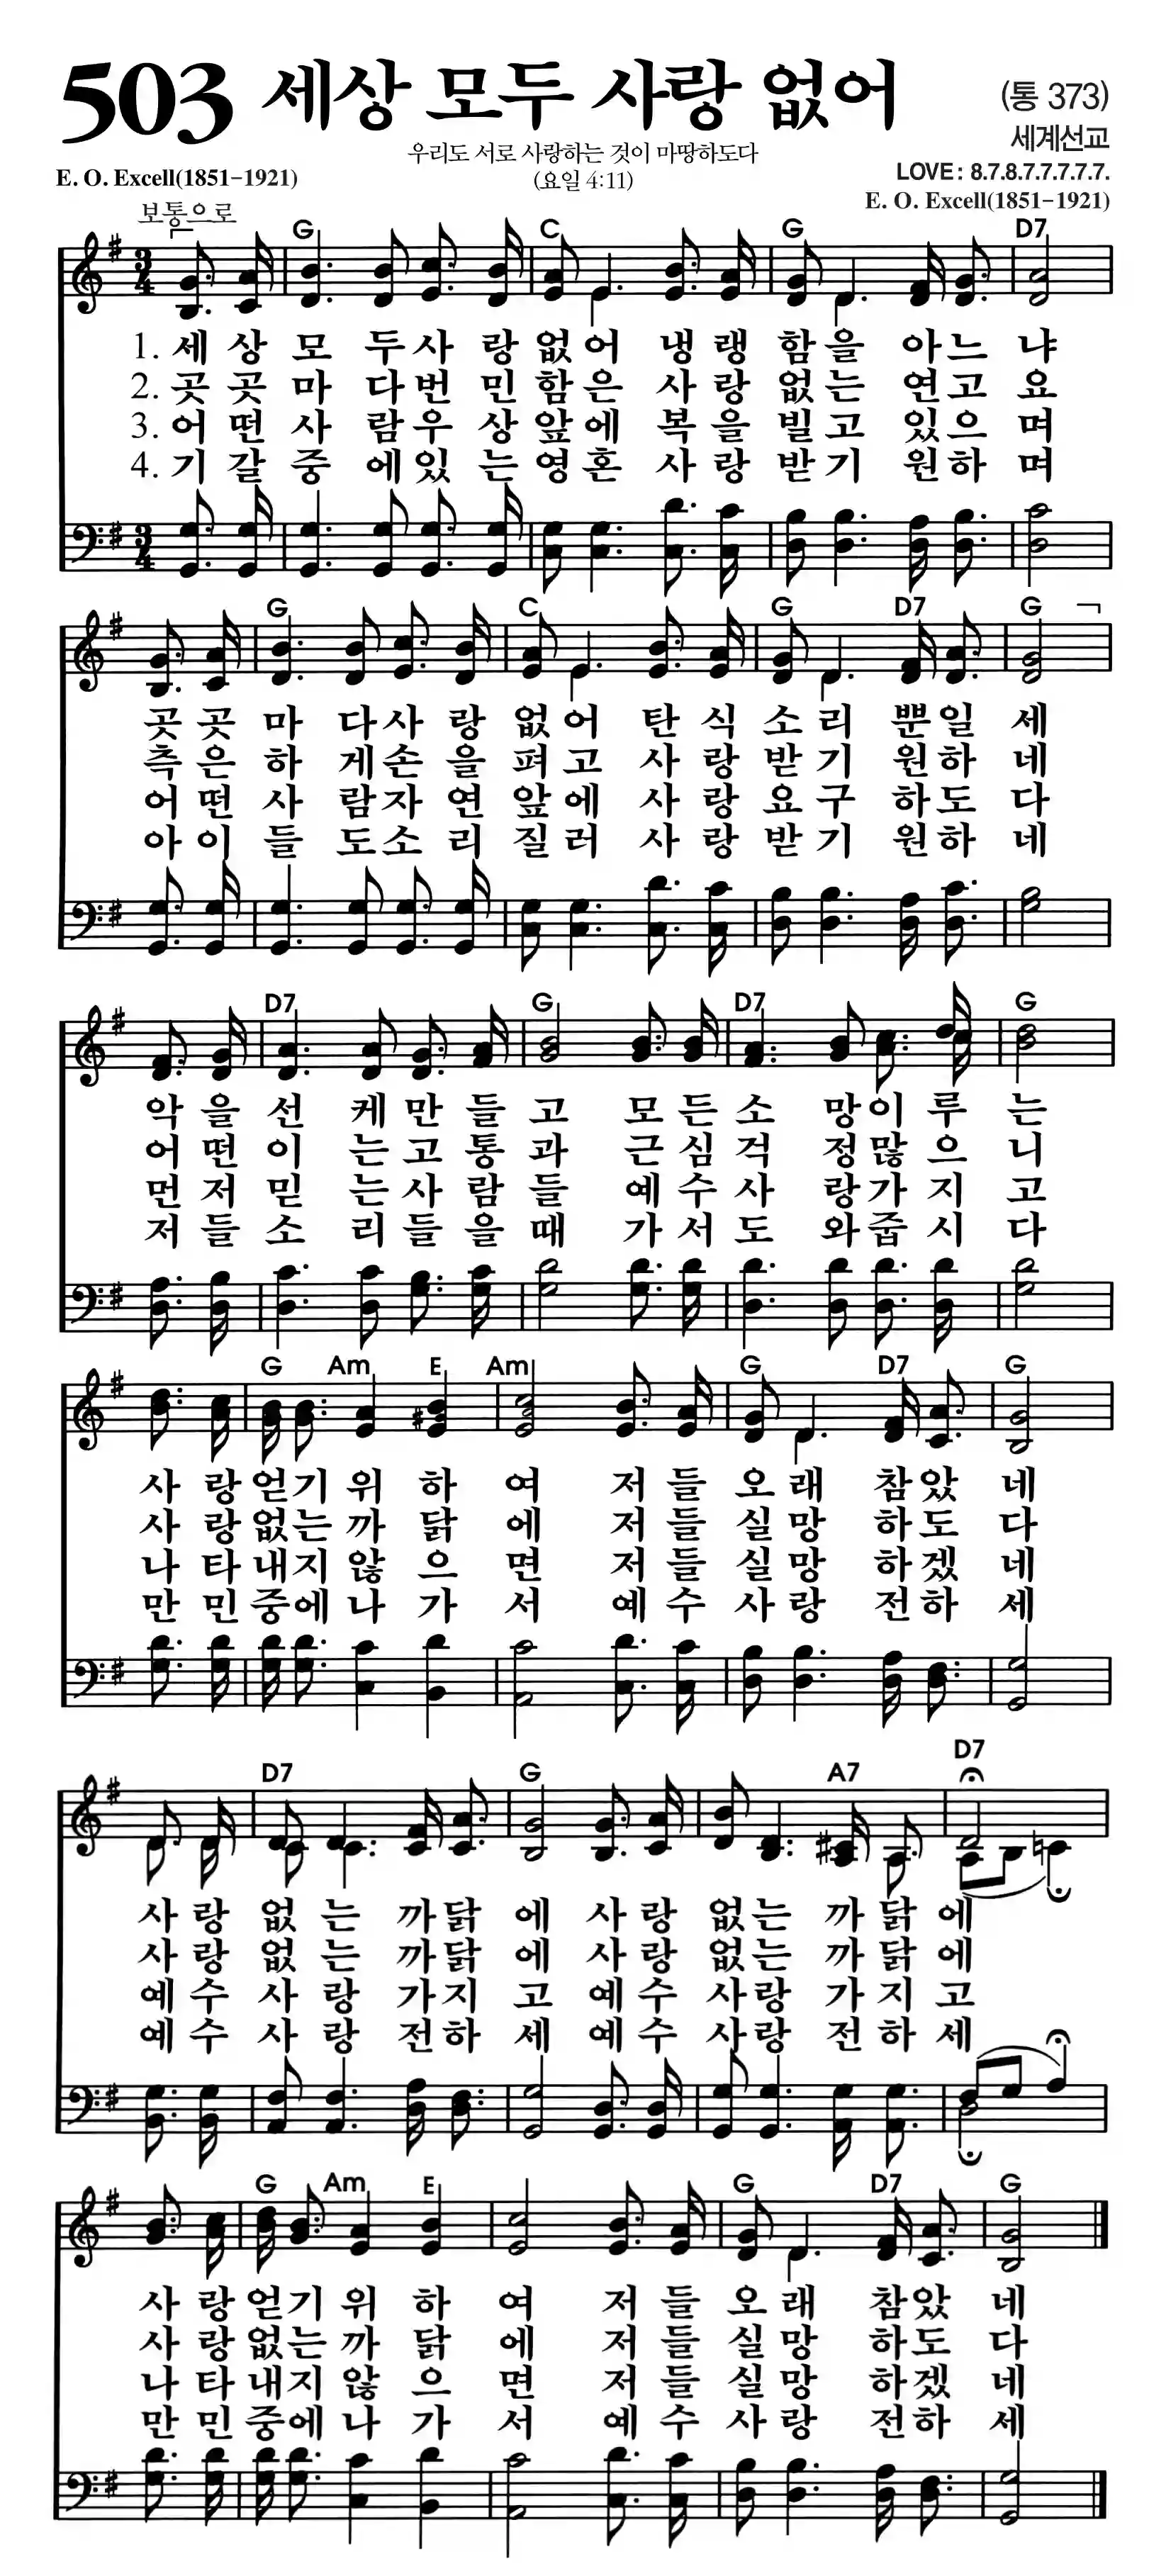 503 세상 모두 사랑 없어 (통 373)
세계선교
우리도 서로 사랑하는 것이 마땅하도다
(요일 4:11)
LOVE : 8.7.8.7.7.7.7.7.
E. O. Excell(1851-1921)
E. O. Excell(1851-1921)
보통으로
G C G D7
1. 세 상 모 두 사 랑 없 어 냉 랭 함 을 아 느 냐
2. 곳 곳 마 다 번 민 함 은 사 랑 없 는 연 고 요
3. 어 떤 사 람 우 상 앞 에 복 을 빌 고 있 으 며
4. 기 갈 중 에 있 는 영 혼 사 랑 받 기 원 하 며
G C G D7 G
곳 곳 마 다 사 랑 없 어 탄 식 소 리 뿐 일 세
측 은 하 게 손 을 펴 고 사 랑 받 기 원 하 네
어 떤 사 람 자 연 앞 에 사 랑 요 구 하 도 다
아 이 들 도 소 리 질 러 사 랑 받 기 원 하 네
D7 G D7 G
악 을 선 케 만 들 고 모 든 소 망 이 루 는
어 떤 이 는 고 통 과 근 심 걱 정 많 으 니
먼 저 믿 는 사 람 들 예 수 사 랑 가 지 고
저 들 소 리 들 을 때 가 서 도 와 줍 시 다
G Am E Am G D7 G
사 랑 얻 기 위 하 여 저 들 오 래 참 았 네
사 랑 없 는 까 닭 에 저 들 실 망 하 도 다
나 타 내 지 않 으 면 저 들 실 망 하 겠 네
만 민 중 에 나 가 서 예 수 사 랑 전 하 세
D7 G A7 D7
사 랑 없 는 까 닭 에 사 랑 없 는 까 닭 에
사 랑 없 는 까 닭 에 사 랑 없 는 까 닭 에
예 수 사 랑 가 지 고 예 수 사 랑 가 지 고
예 수 사 랑 전 하 세 예 수 사 랑 전 하 세
G Am E G D7 G
사 랑 얻 기 위 하 여 저 들 오 래 참 았 네
사 랑 없 는 까 닭 에 저 들 실 망 하 도 다
나 타 내 지 않 으 면 저 들 실 망 하 겠 네
만 민 중 에 나 가 서 예 수 사 랑 전 하 세